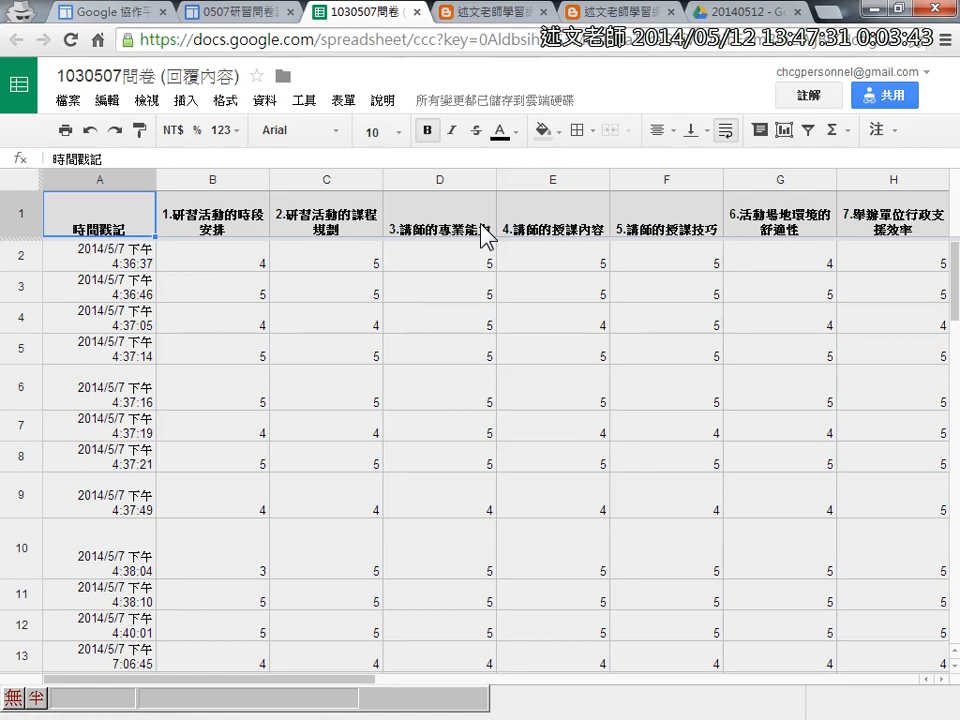 Google 協作平
0507研習問卷
1030507問卷 (
述文老師學習
述文老師學習
20140512 - Go
https://docs.google.com/spreadsheet/ccc?key=0Aldbsih
述文老師 2014/05/12 13:47:31 0:03:43
1030507問卷 (回覆內容)
chcgpersonnel@gmail.com
檔案 編輯 檢視 插入 格式 資料 工具 表單 說明 所有變更都已儲存到雲端硬碟
註解 共用
NT$ % 123 Arial 10 B I S A Σ 注
fx 時間戳記
A B C D E F G H
1 時間戳記 1.研習活動的時段安排 2.研習活動的課程規劃 3.講師的專業能 4.講師的授課內容 5.講師的授課技巧 6.活動場地環境的舒適性 7.舉辦單位行政支援效率
2 2014/5/7 下午 4:36:37 4 5 5 5 5 4 5
3 2014/5/7 下午 4:36:46 5 5 5 5 5 5 5
4 2014/5/7 下午 4:37:05 4 4 5 4 5 4 4
5 2014/5/7 下午 4:37:14 5 5 5 5 5 5 5
6 2014/5/7 下午 4:37:16 5 5 5 5 5 5 5
7 2014/5/7 下午 4:37:19 4 4 5 4 4 4 5
8 2014/5/7 下午 4:37:21 5 5 5 5 5 5 5
9 2014/5/7 下午 4:37:49 4 4 4 4 4 4 5
10 2014/5/7 下午 4:38:04 3 5 5 5 5 5 5
11 2014/5/7 下午 4:38:10 5 5 5 5 5 5 5
12 2014/5/7 下午 4:40:01 5 5 5 5 5 5 5
13 2014/5/7 下午 7:06:45 4 4 4 4 4 4 4
無 半